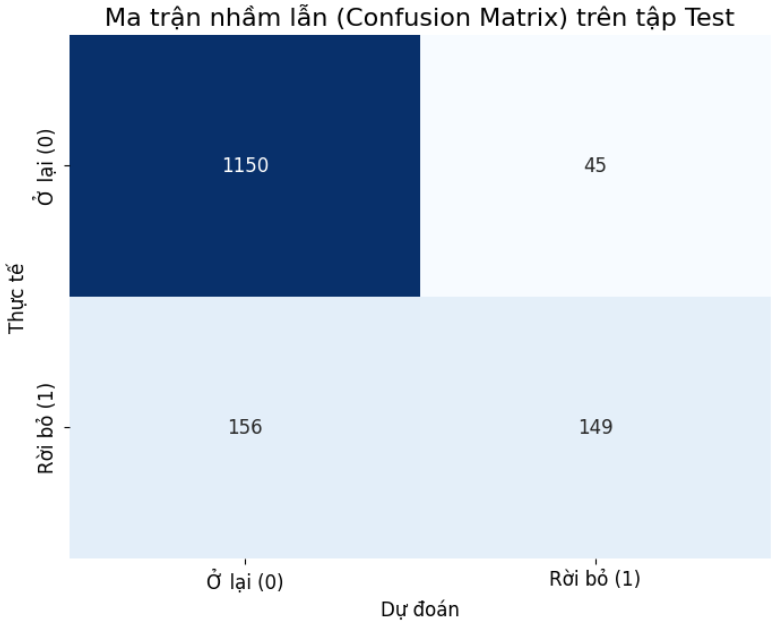 Ma trận nhầm lẫn (Confusion Matrix) trên tập Test
Thực tế
Ở lại (0)
1150
45
Rời bỏ (1)
156
149
Ở lại (0)
Rời bỏ (1)
Dự đoán